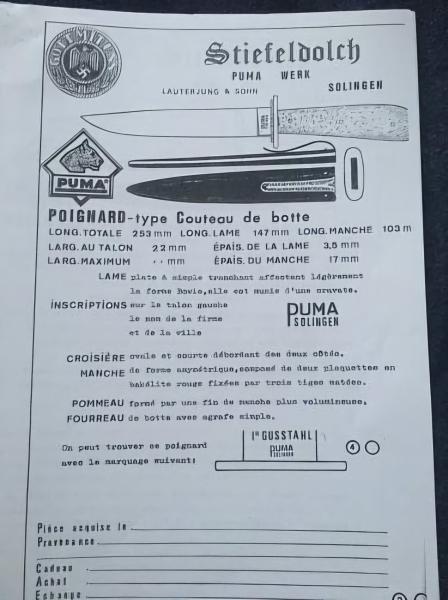 GOTT MIT UNS
Stiefeldolch
PUMA WERK
LAUTERJUNG & SOHN
SOLINGEN
PUMA
POIGNARD-type Couteau de botte
LONG.TOTALE 253 mm LONG.LAME 147 mm LONG.MANCHE 103 m
LARG.AU TALON 22 mm ÉPAIS.DE LA LAME 3,5 mm
LARG.MAXIMUM mm ÉPAIS.DU MANCHE 17 mm
LAME plate à simple tranchant affectant légèrement
la forme Bovie,elle est munie d'une cravate.
INSCRIPTIONS sur le talon gauche
le nom de la firme
et de la ville
PUMA
SOLINGEN
CROISIÈRE ovale et courte débordant des deux côtés.
MANCHE de forme asymétrique,composé de deux plaquettes en
bakélite rouge fixées par trois tiges matées.
POMMEAU formé par une fin de manche plus volumineuse.
FOURREAU de botte avec agrafe simple.
On peut trouver ce poignard
avec le marquage suivant:
Ia GUSSTAHL
PUMA
SOLINGEN
4
Pièce acquise le
Provenance
Cadeau
Achat
Echange